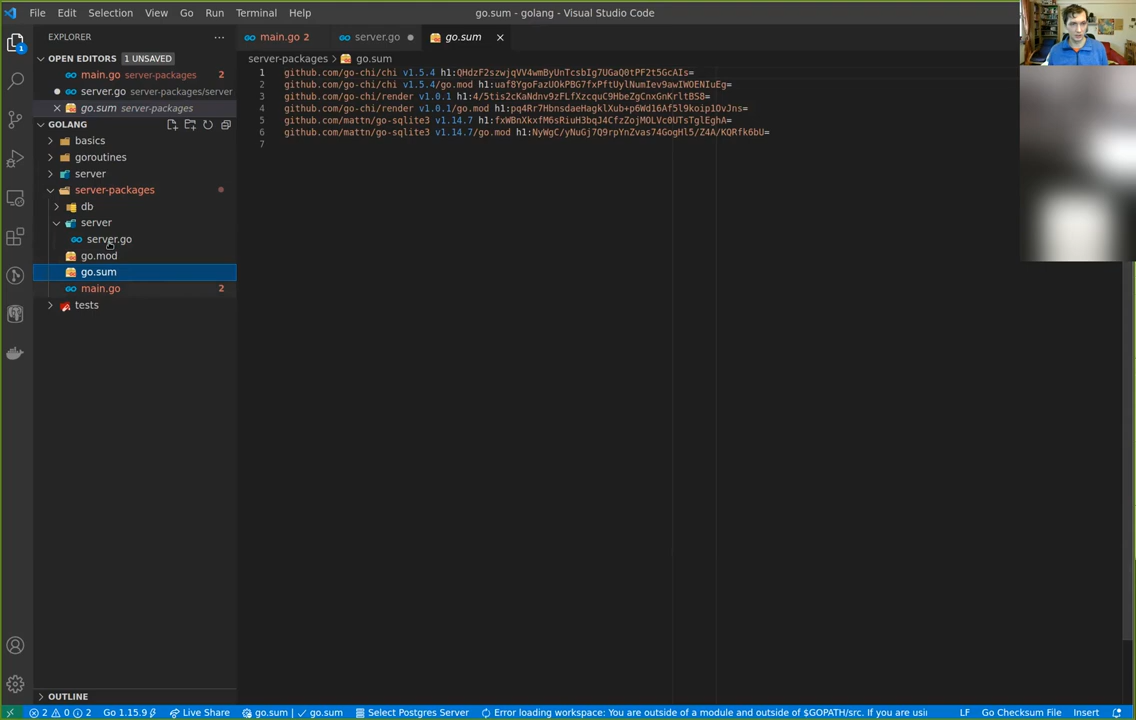 File Edit Selection View Go Run Terminal Help
go.sum - golang - Visual Studio Code
EXPLORER
main.go 2
server.go
go.sum
OPEN EDITORS 1 UNSAVED
main.go server-packages 2
server.go server-packages/server
go.sum server-packages
GOLANG
basics
goroutines
server
server-packages
db
server
server.go
go.mod
go.sum
main.go 2
tests
OUTLINE
server-packages > go.sum
1 github.com/go-chi/chi v1.5.4 h1:QHdzF2szwjqVV4wmByUnTcsbIg7UGaQ0tPF2t5GcAIs=
2 github.com/go-chi/chi v1.5.4/go.mod h1:uaf8YgoFazUOkPBG7fxPftUylNumIev9awIWOENIuEg=
3 github.com/go-chi/render v1.0.1 h1:4/5tis2cKaNdnv9zFLfXzcquC9HbeZgCnxGnKrltBS8=
4 github.com/go-chi/render v1.0.1/go.mod h1:pq4Rr7HbnsdaeHagklXub+p6Wd16Af5l9koip1OvJns=
5 github.com/mattn/go-sqlite3 v1.14.7 h1:fxWBnXkxfM6sRiuH3bqJ4CfzZojMOLVc0UTsTglEghA=
6 github.com/mattn/go-sqlite3 v1.14.7/go.mod h1:NyWgC/yNuGj7Q9rpYnZvas74GogHl5/Z4A/KQRfk6bU=
7
2 0 2 Go 1.15.9 Live Share go.sum | go.sum Select Postgres Server Error loading workspace: You are outside of a module and outside of $GOPATH/src. If you are usi LF Go Checksum File Insert